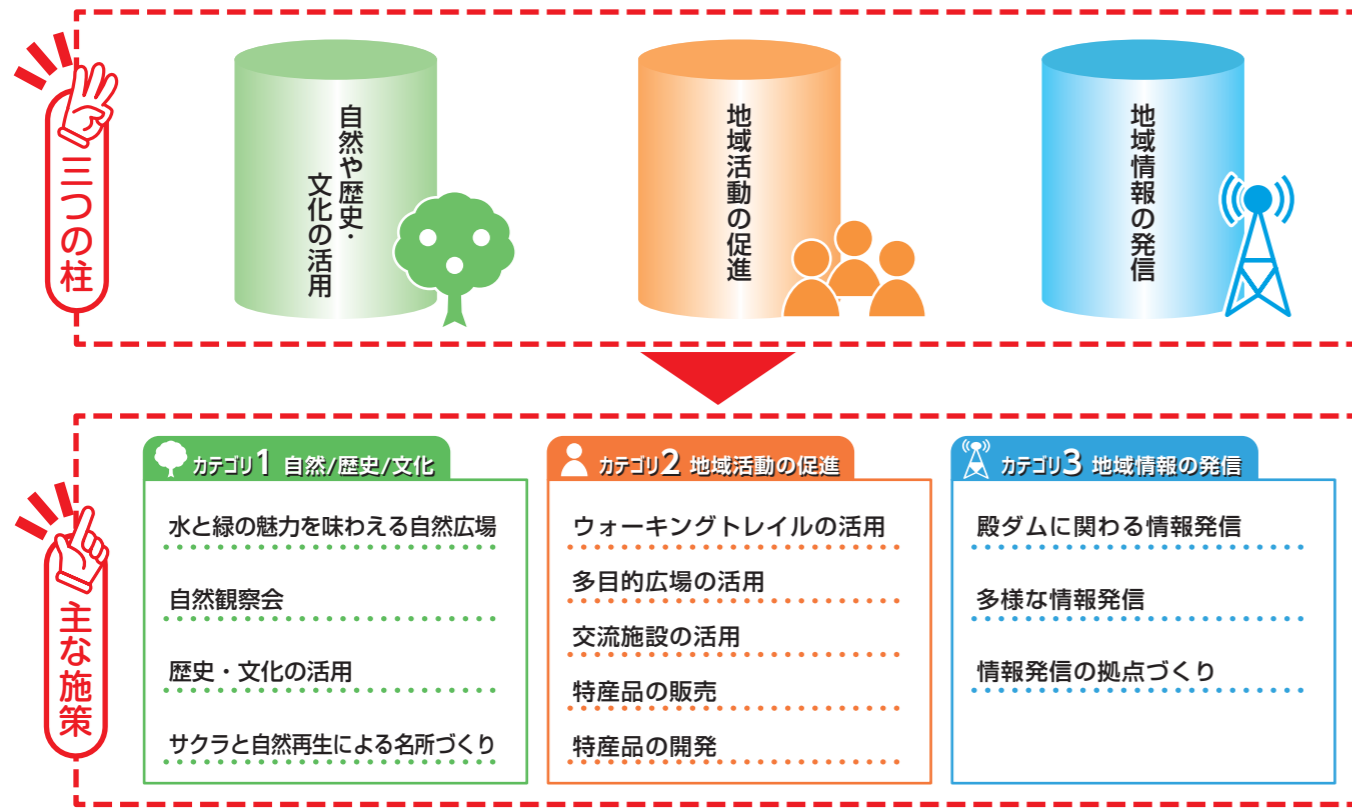 三つの柱
自然や歴史・
文化の活用
地域活動の促進
地域情報の発信
主な施策
カテゴリ1 自然/歴史/文化
水と緑の魅力を味わえる自然広場
自然観察会
歴史・文化の活用
サクラと自然再生による名所づくり
カテゴリ2 地域活動の促進
ウォーキングトレイルの活用
多目的広場の活用
交流施設の活用
特産品の販売
特産品の開発
カテゴリ3 地域情報の発信
殿ダムに関わる情報発信
多様な情報発信
情報発信の拠点づくり